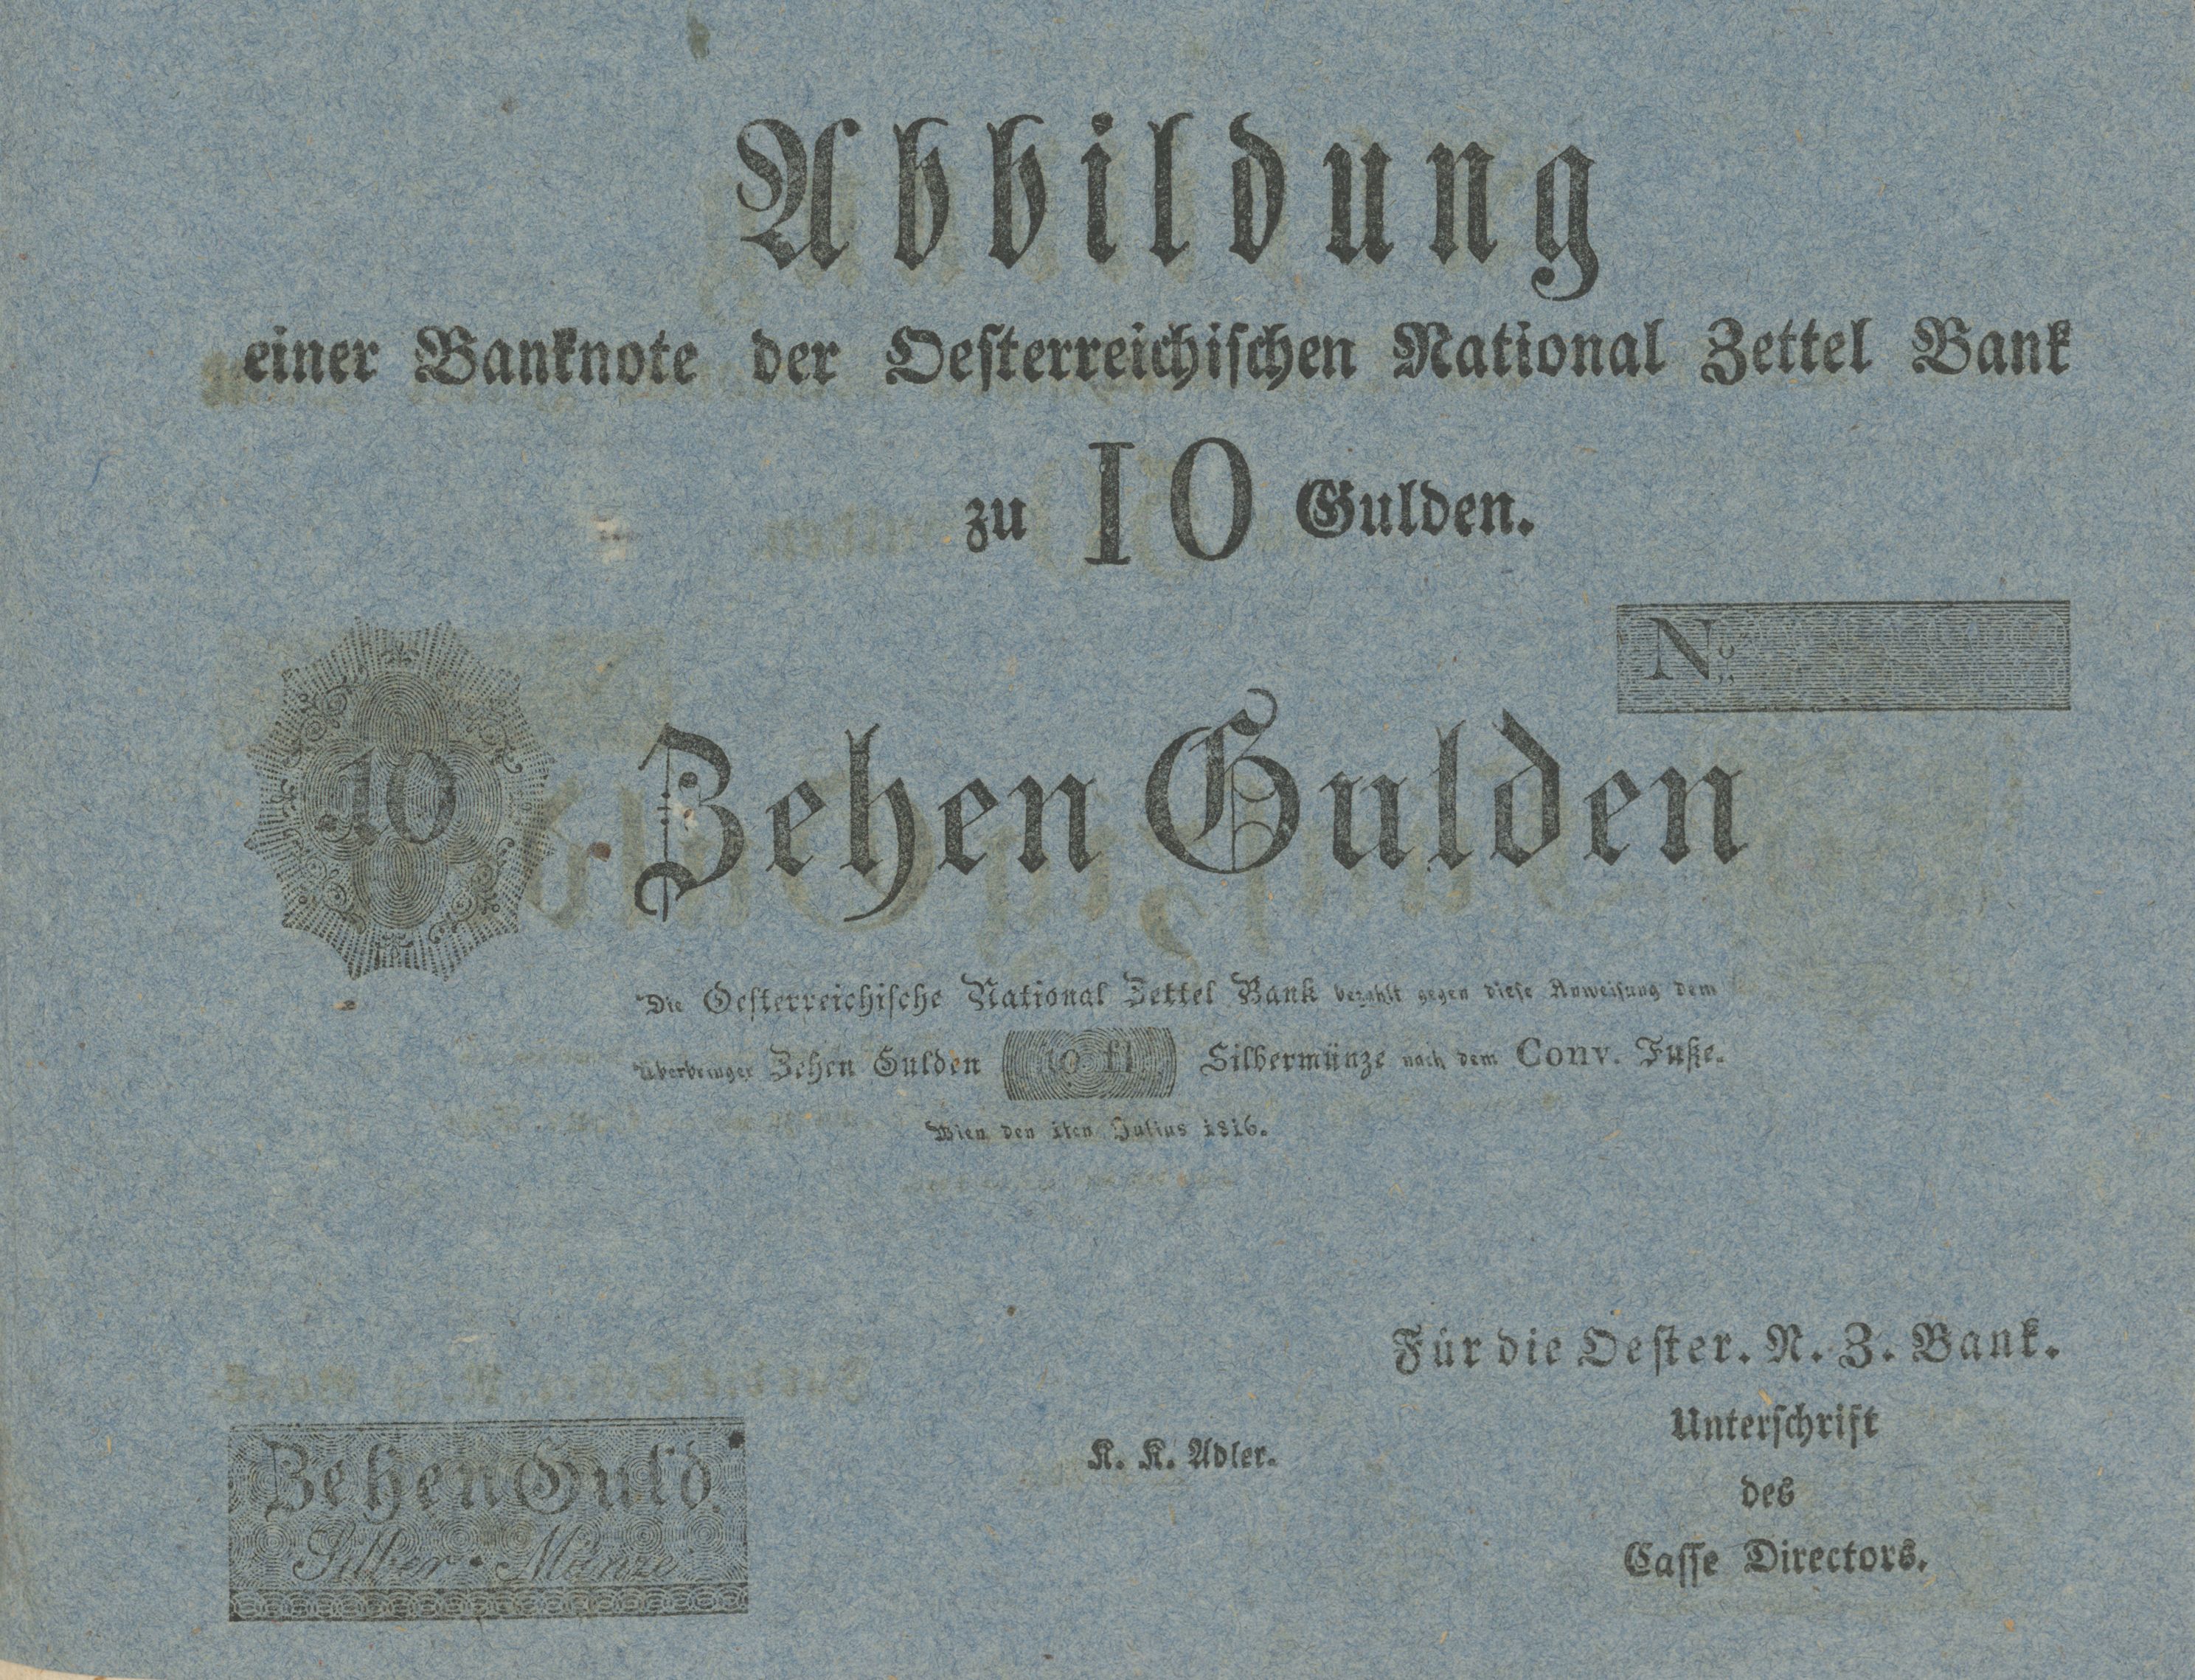 Abbildung
einer Banknote der Oesterreichischen National Zettel Bank
zu 10 Gulden.
No.
10
Zehen Gulden
Die Oesterreichische National Zettel Bank bezahlt gegen diese Anweisung dem
Überbringer Zehen Gulden 10 fl. Silbermünze nach dem Conv. Fuße.
Wien den 1ten Julius 1816.
Für die Oester. N. Z. Bank.
Unterschrift
des
Casse Directors.
K. K. Adler.
Zehen Guld.
Silber-Münze